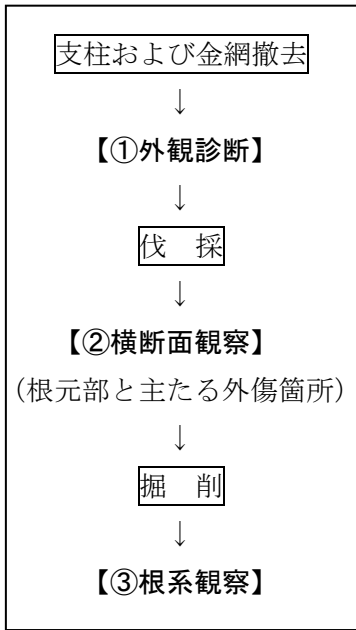 支柱および金網撤去
↓
【①外観診断】
↓
伐　採
↓
【②横断面観察】
（根元部と主たる外傷箇所）
↓
掘　削
↓
【③根系観察】